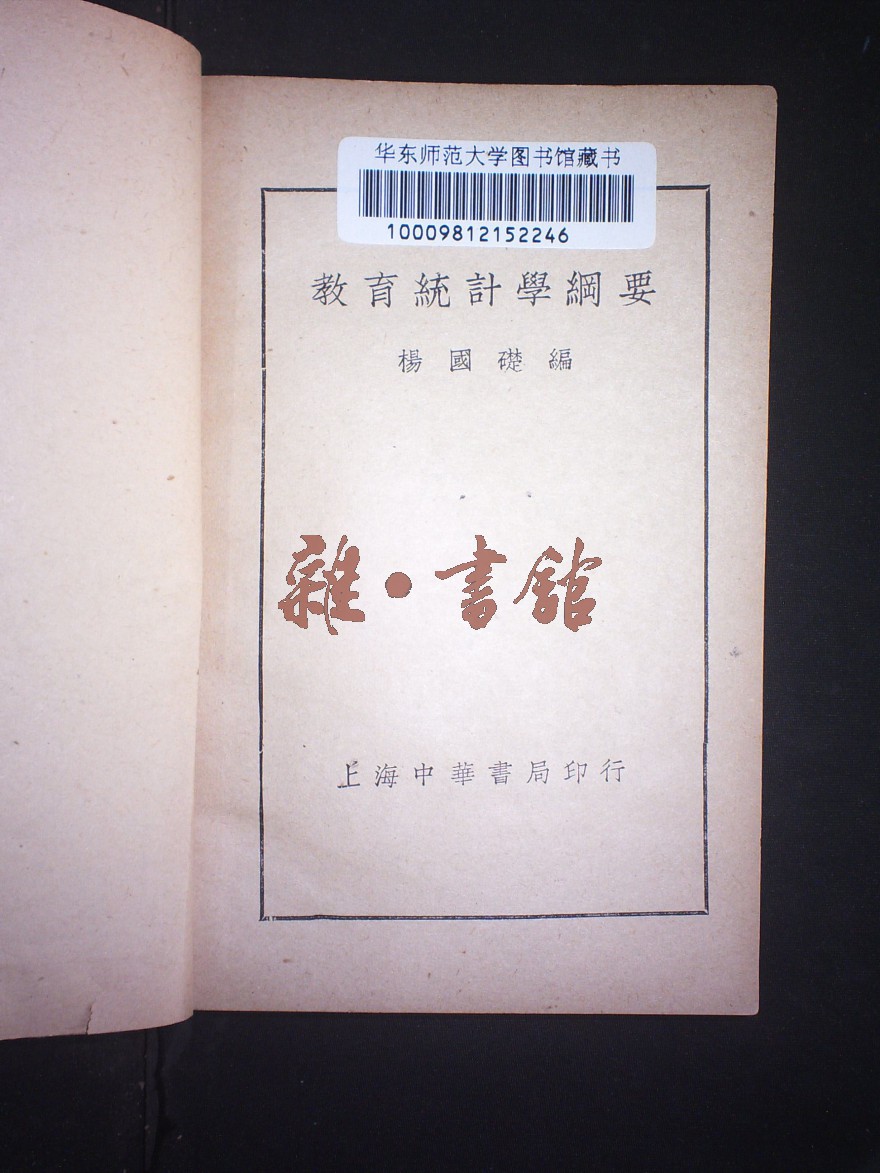 华东师范大学图书馆藏书
10009812152246
教育統計學綱要
楊國礎編
雜·書館
上海中華書局印行